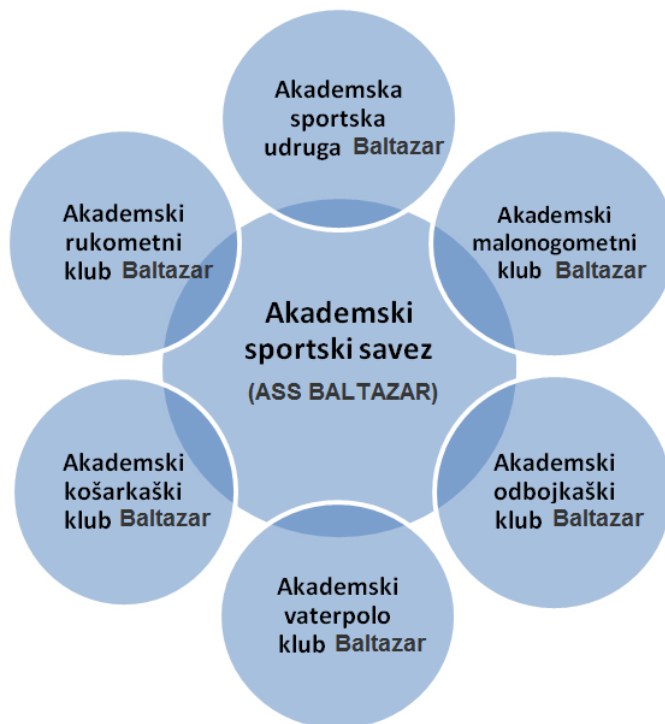 Akademska
sportska
udruga Baltazar
Akademski
rukometni
klub Baltazar
Akademski
malonogometni
klub Baltazar
Akademski
sportski savez
(ASS BALTAZAR)
Akademski
košarkaški
klub Baltazar
Akademski
odbojkaški
klub Baltazar
Akademski
vaterpolo
klub Baltazar